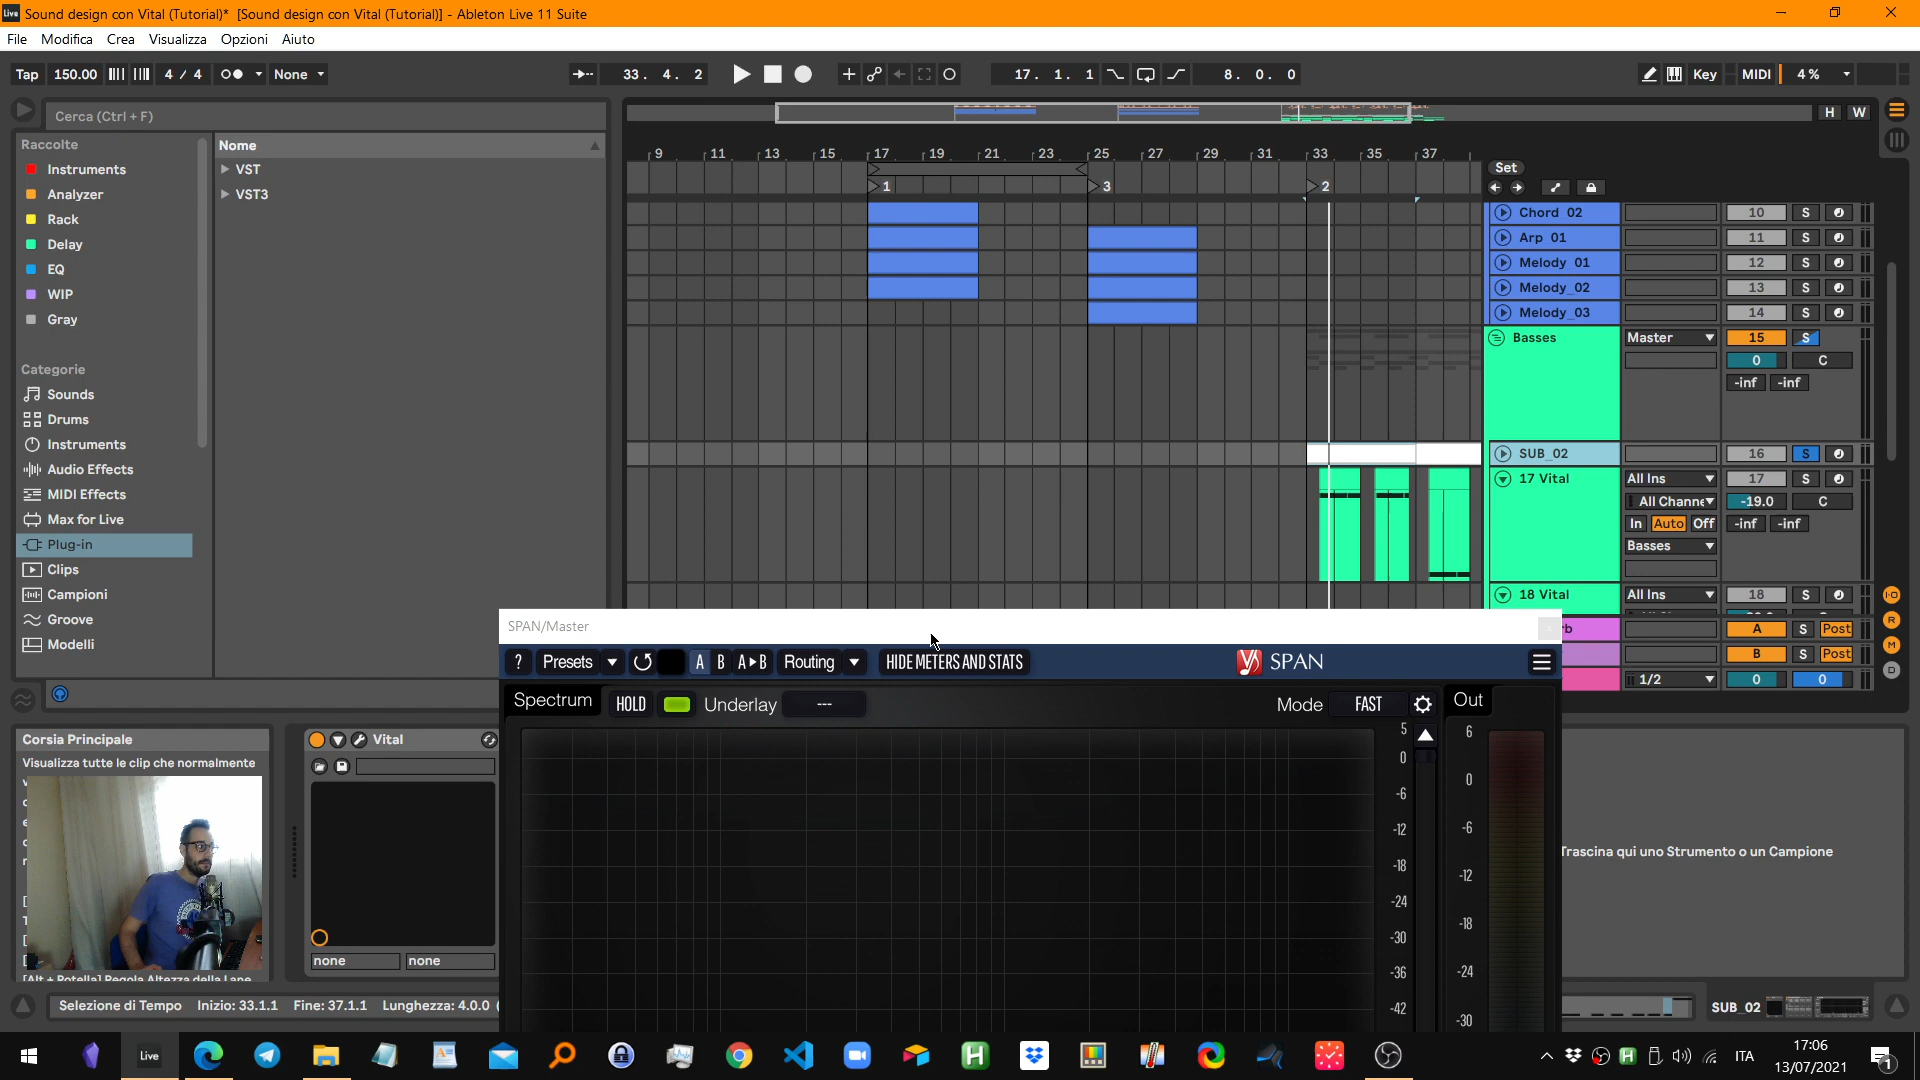 Sound design con Vital (Tutorial)* [Sound design con Vital (Tutorial)] - Ableton Live 11 Suite
File Modifica Crea Visualizza Opzioni Aiuto
Tap 150.00 4 / 4 None 33. 4. 2 17. 1. 1 8. 0. 0 Key MIDI 4%
Cerca (Ctrl + F)
H W
Raccolte
Instruments
Analyzer
Rack
Delay
EQ
WIP
Gray
Categorie
Sounds
Drums
Instruments
Audio Effects
MIDI Effects
Max for Live
Plug-in
Clips
Campioni
Groove
Modelli
Nome
VST
VST3
9 11 13 15 17 19 21 23 25 27 29 31 33 35 37
Set
1 3 2
Chord 02 10 S
Arp 01 11 S
Melody 01 12 S
Melody_02 13 S
Melody_03 14 S
Basses Master 15 S
0 C
-inf -inf
SUB_02 16 S
17 Vital All Ins 17 S
All Channe -19.0 C
In Auto Off -inf -inf
Basses
18 Vital All Ins 18 S
A S Post
B S Post
1/2 0 0
SPAN/Master
? Presets A B A▸B Routing HIDE METERS AND STATS SPAN
Spectrum HOLD Underlay --- Mode FAST Out
5
0
-6
-12
-18
-24
-30
-36
-42
6
0
-6
-12
-18
-24
-30
Corsia Principale
Visualizza tutte le clip che normalmente
[Alt + Rotella] Regola Altezza della Lane
Vital
none none
Trascina qui uno Strumento o un Campione
Selezione di Tempo Inizio: 33.1.1 Fine: 37.1.1 Lunghezza: 4.0.0
SUB_02
Live
ITA
17:06
13/07/2021
1